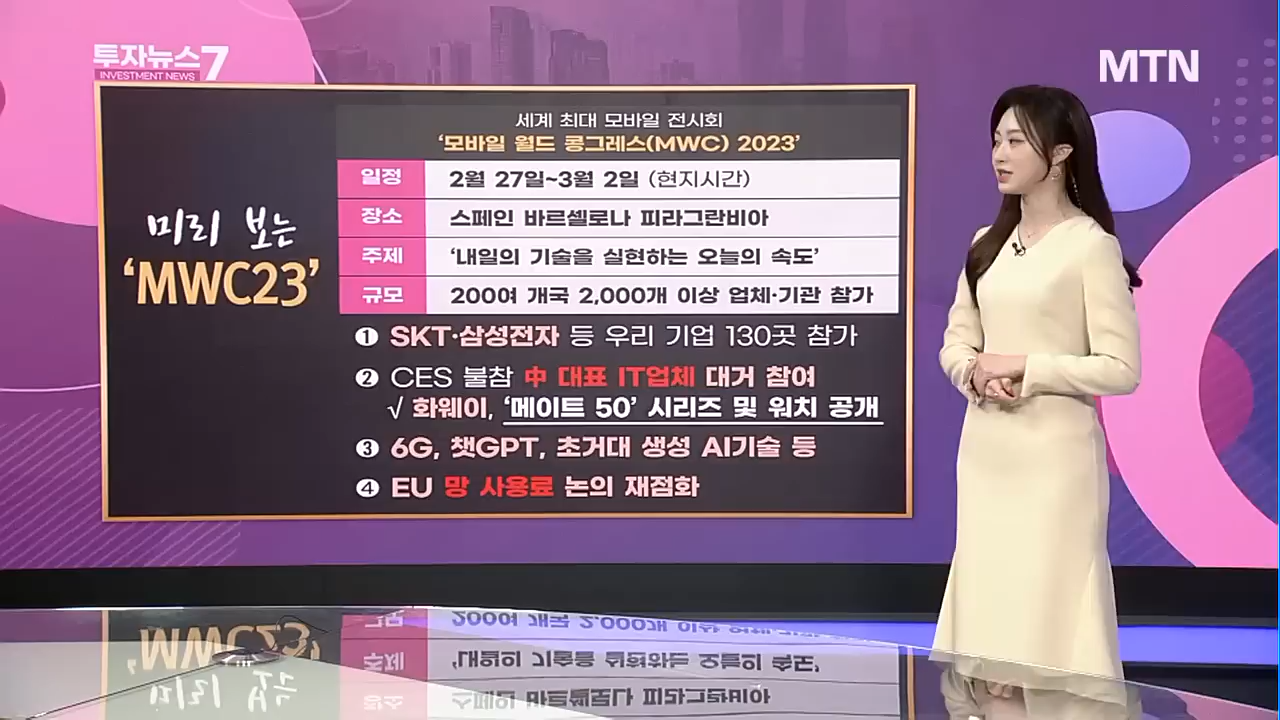 투자뉴스7
INVESTMENT NEWS
MTN
미리 보는
‘MWC23’
세계 최대 모바일 전시회
‘모바일 월드 콩그레스(MWC) 2023’
일정 2월 27일~3월 2일 (현지시간)
장소 스페인 바르셀로나 피라그란비아
주제 ‘내일의 기술을 실현하는 오늘의 속도’
규모 200여 개국 2,000개 이상 업체·기관 참가
❶ SKT·삼성전자 등 우리 기업 130곳 참가
❷ CES 불참 中 대표 IT업체 대거 참여
√ 화웨이, ‘메이트 50’ 시리즈 및 워치 공개
❸ 6G, 챗GPT, 초거대 생성 AI기술 등
❹ EU 망 사용료 논의 재점화